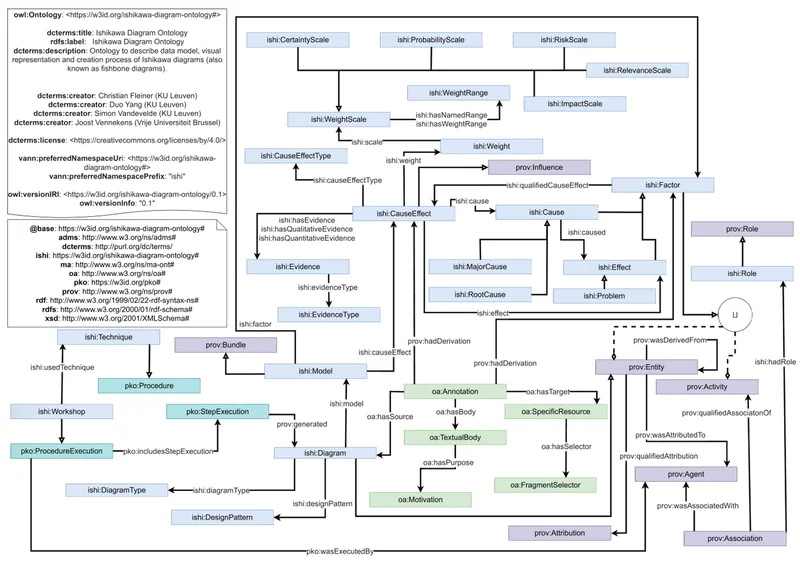 owl:Ontology: <https://w3id.org/ishikawa-diagram-ontology#>
dcterms:title: Ishikawa Diagram Ontology
rdfs:label: Ishikawa Diagram Ontology
dcterms:description: Ontology to describe data model, visual
representation and creation process of Ishikawa diagrams (also
known as fishbone diagrams).
dcterms:creator: Christian Fleiner (KU Leuven)
dcterms:creator: Duo Yang (KU Leuven)
dcterms:creator: Simon Vandevelde (KU Leuven)
dcterms:creator: Joost Vennekens (Vrije Universiteit Brussel)
dcterms:license: <https://creativecommons.org/licenses/by/4.0/>
vann:preferredNamespaceUri: <https://w3id.org/ishikawa-
diagram-ontology#>
vann:preferredNamespacePrefix: "ishi"
owl:versionIRI: <https://w3id.org/ishikawa-diagram-ontology/0.1>
owl:versionInfo: "0.1"
@base: https://w3id.org/ishikawa-diagram-ontology#
adms: http://www.w3.org/ns/adms#
dcterms: http://purl.org/dc/terms/
ishi: https://w3id.org/ishikawa-diagram-ontology#
ma: http://www.w3.org/ns/ma-ont#
oa: http://www.w3.org/ns/oa#
pko: https://w3id.org/pko#
prov: http://www.w3.org/ns/prov#
rdf: http://www.w3.org/1999/02/22-rdf-syntax-ns#
rdfs: http://www.w3.org/2000/01/rdf-schema#
xsd: http://www.w3.org/2001/XMLSchema#
ishi:CertaintyScale
ishi:ProbabilityScale
ishi:RiskScale
ishi:RelevanceScale
ishi:WeightRange
ishi:ImpactScale
ishi:WeightScale
ishi:hasNamedRange
ishi:hasWeightRange
ishi:scale
ishi:Weight
ishi:CauseEffectType
ishi:weight
prov:Influence
ishi:causeEffectType
ishi:qualifiedCauseEffect
ishi:Factor
ishi:cause
ishi:CauseEffect
ishi:Cause
ishi:hasEvidence
ishi:hasQualitativeEvidence
ishi:hasQuantitativeEvidence
ishi:caused
prov:Role
ishi:Evidence
ishi:MajorCause
ishi:Effect
ishi:Role
ishi:evidenceType
ishi:RootCause
ishi:Problem
ishi:EvidenceType
ishi:effect
⊔
ishi:factor
ishi:Technique
prov:Bundle
ishi:causeEffect
prov:hadDerivation
prov:wasDerivedFrom
ishi:usedTechnique
ishi:Model
prov:hadDerivation
prov:Entity
ishi:hadRole
pko:Procedure
oa:Annotation
oa:hasTarget
prov:Activity
ishi:Workshop
pko:StepExecution
ishi:model
oa:hasSource
oa:hasBody
oa:SpecificResource
prov:qualifiedAssociatonOf
prov:generated
oa:TextualBody
prov:wasAttributedTo
pko:ProcedureExecution
pko:includesStepExecution
ishi:Diagram
oa:hasSelector
prov:qualifiedAttribution
oa:hasPurpose
prov:Agent
ishi:DiagramType
ishi:diagramType
oa:FragmentSelector
oa:Motivation
ishi:designPattern
prov:wasAssociatedWith
ishi:DesignPattern
prov:Attribution
prov:Association
pko:wasExecutedBy